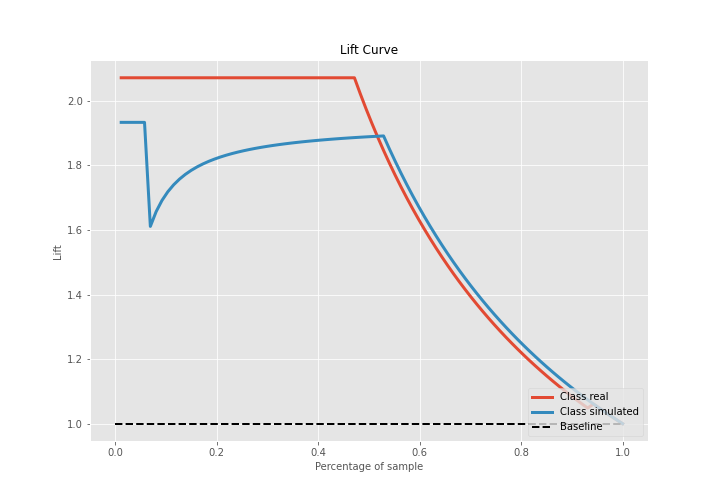 Lift Curve
2.0
1.8
1.6
1.4
1.2
1.0
Lift
0.0 0.2 0.4 0.6 0.8 1.0
Percentage of sample
Class real
Class simulated
Baseline